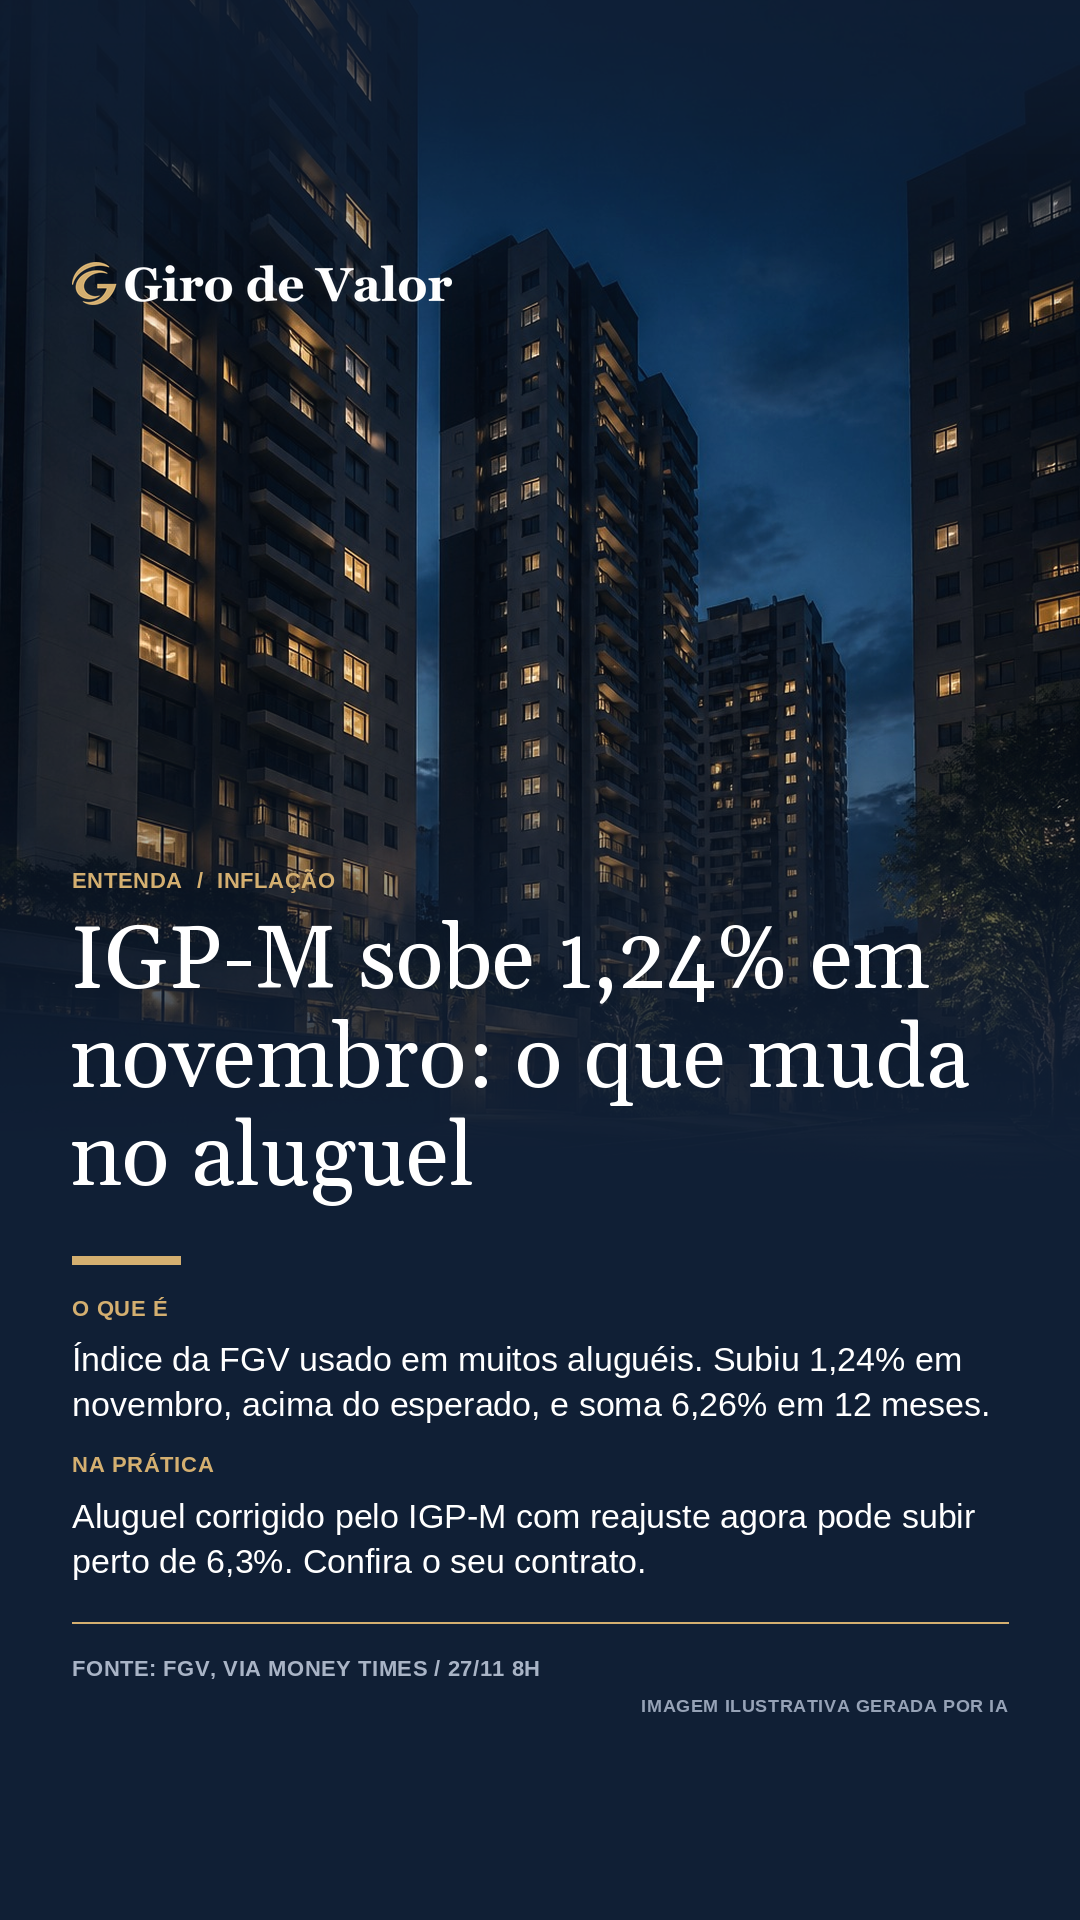 Giro de Valor
ENTENDA / INFLAÇÃO
IGP-M sobe 1,24% em
novembro: o que muda
no aluguel
O QUE É
Índice da FGV usado em muitos aluguéis. Subiu 1,24% em
novembro, acima do esperado, e soma 6,26% em 12 meses.
NA PRÁTICA
Aluguel corrigido pelo IGP-M com reajuste agora pode subir
perto de 6,3%. Confira o seu contrato.
FONTE: FGV, VIA MONEY TIMES / 27/11 8H
IMAGEM ILUSTRATIVA GERADA POR IA